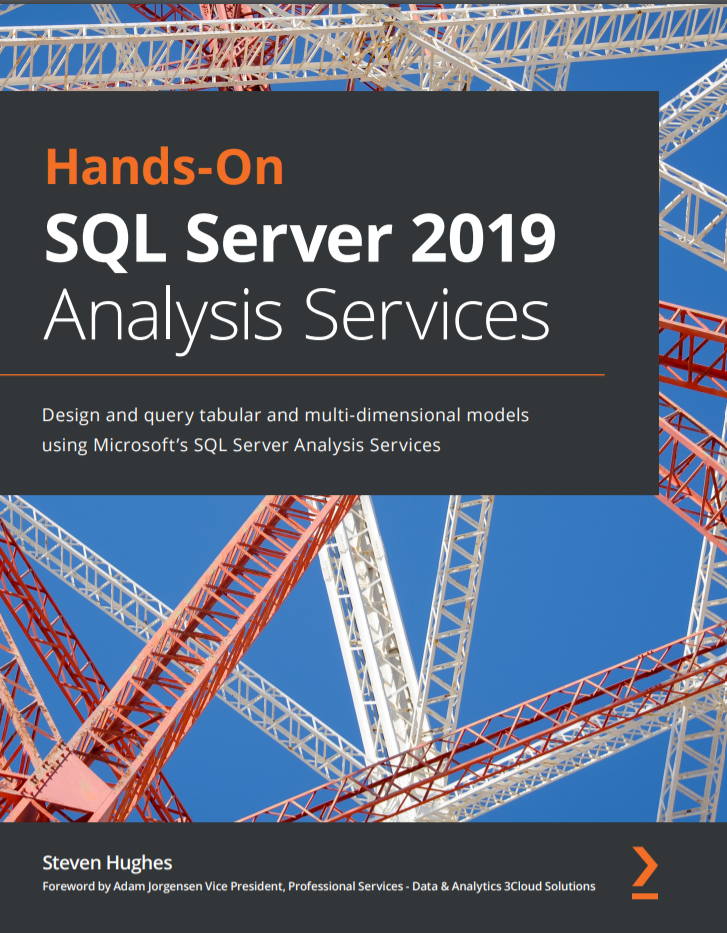 Hands-On
SQL Server 2019
Analysis Services
Design and query tabular and multi-dimensional models
using Microsoft’s SQL Server Analysis Services
Steven Hughes
Foreword by Adam Jorgensen Vice President, Professional Services - Data & Analytics 3Cloud Solutions